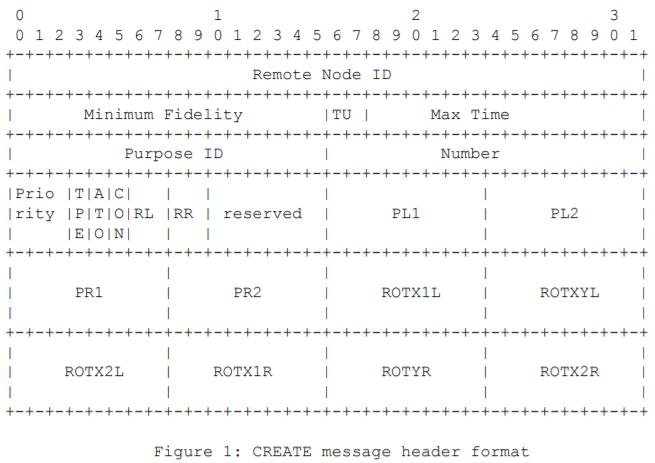 0                   1                   2                   3
 0 1 2 3 4 5 6 7 8 9 0 1 2 3 4 5 6 7 8 9 0 1 2 3 4 5 6 7 8 9 0 1
+-+-+-+-+-+-+-+-+-+-+-+-+-+-+-+-+-+-+-+-+-+-+-+-+-+-+-+-+-+-+-+-+
|                        Remote Node ID                         |
+-+-+-+-+-+-+-+-+-+-+-+-+-+-+-+-+-+-+-+-+-+-+-+-+-+-+-+-+-+-+-+-+
|       Minimum Fidelity        |TU |       Max Time            |
+-+-+-+-+-+-+-+-+-+-+-+-+-+-+-+-+-+-+-+-+-+-+-+-+-+-+-+-+-+-+-+-+
|           Purpose ID          |            Number             |
+-+-+-+-+-+-+-+-+-+-+-+-+-+-+-+-+-+-+-+-+-+-+-+-+-+-+-+-+-+-+-+-+
|Prio |T|A|C|   |   |           |               |               |
|rity |P|T|O|RL |RR | reserved  |      PL1      |      PL2      |
|     |E|O|N|   |   |           |               |               |
+-+-+-+-+-+-+-+-+-+-+-+-+-+-+-+-+-+-+-+-+-+-+-+-+-+-+-+-+-+-+-+-+
|               |               |               |               |
|      PR1      |      PR2      |     ROTX1L    |     ROTXYL    |
|               |               |               |               |
+-+-+-+-+-+-+-+-+-+-+-+-+-+-+-+-+-+-+-+-+-+-+-+-+-+-+-+-+-+-+-+-+
|               |               |               |               |
|     ROTX2L    |    ROTX1R     |     ROTYR     |     ROTX2R    |
|               |               |               |               |
+-+-+-+-+-+-+-+-+-+-+-+-+-+-+-+-+-+-+-+-+-+-+-+-+-+-+-+-+-+-+-+-+
Figure 1: CREATE message header format